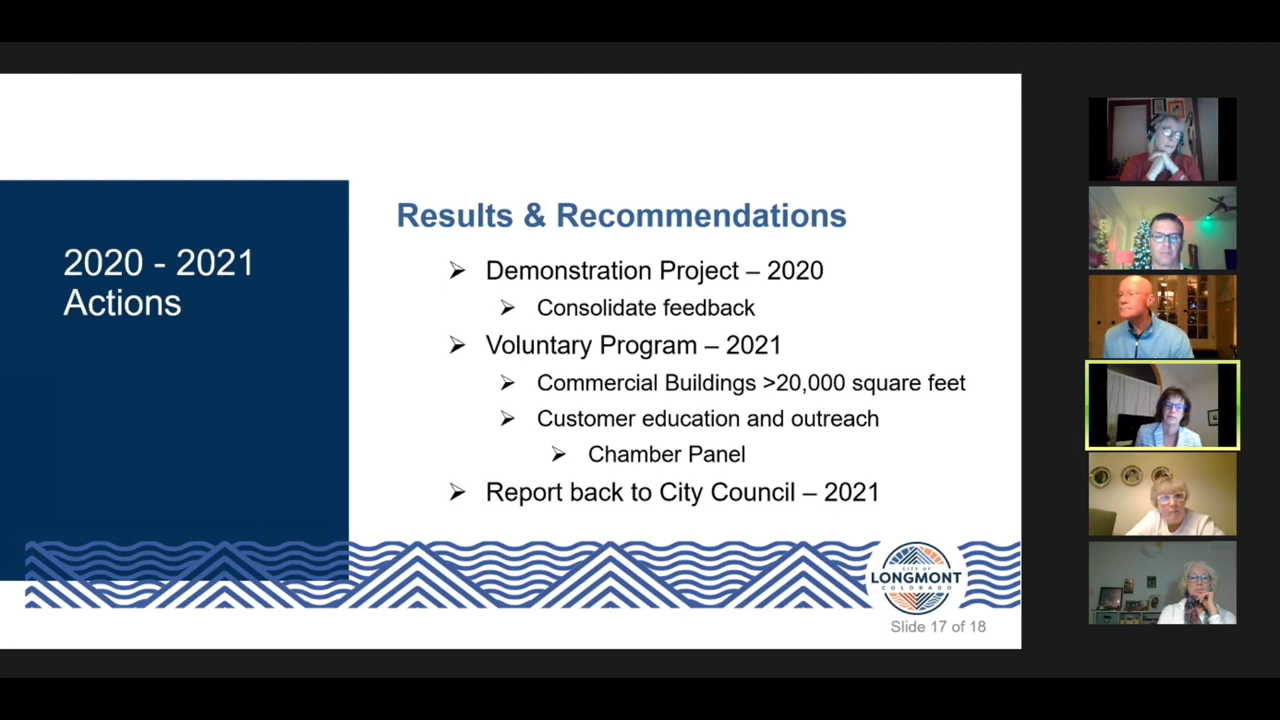 2020 - 2021
Actions
Results & Recommendations
Demonstration Project – 2020
Consolidate feedback
Voluntary Program – 2021
Commercial Buildings >20,000 square feet
Customer education and outreach
Chamber Panel
Report back to City Council – 2021
CITY OF
LONGMONT
COLORADO
Slide 17 of 18